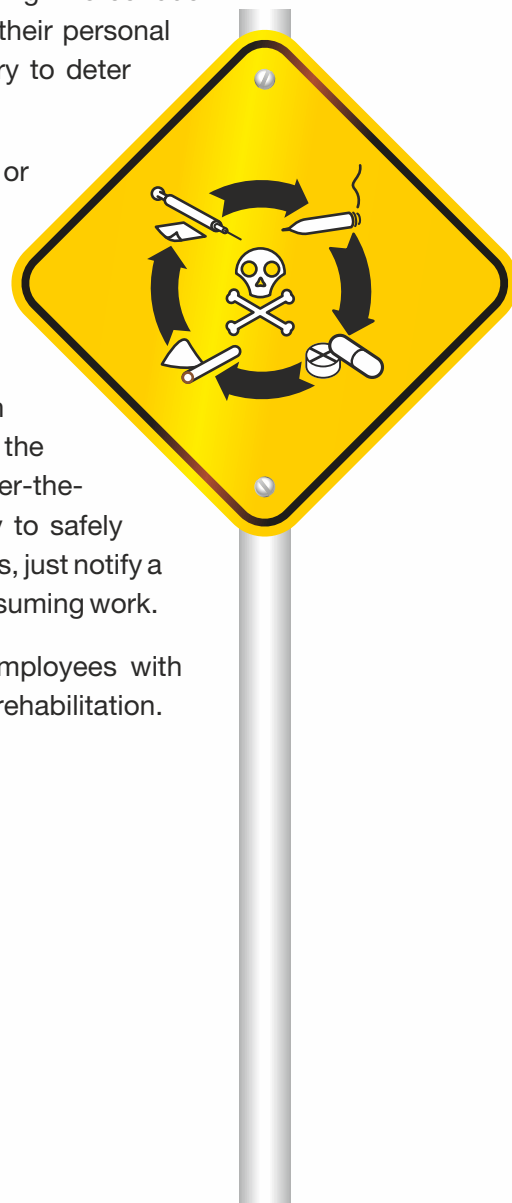 their personal
ry to deter
or
the
er-the-
y to safely
s, just notify a
suming work.
mployees with
rehabilitation.